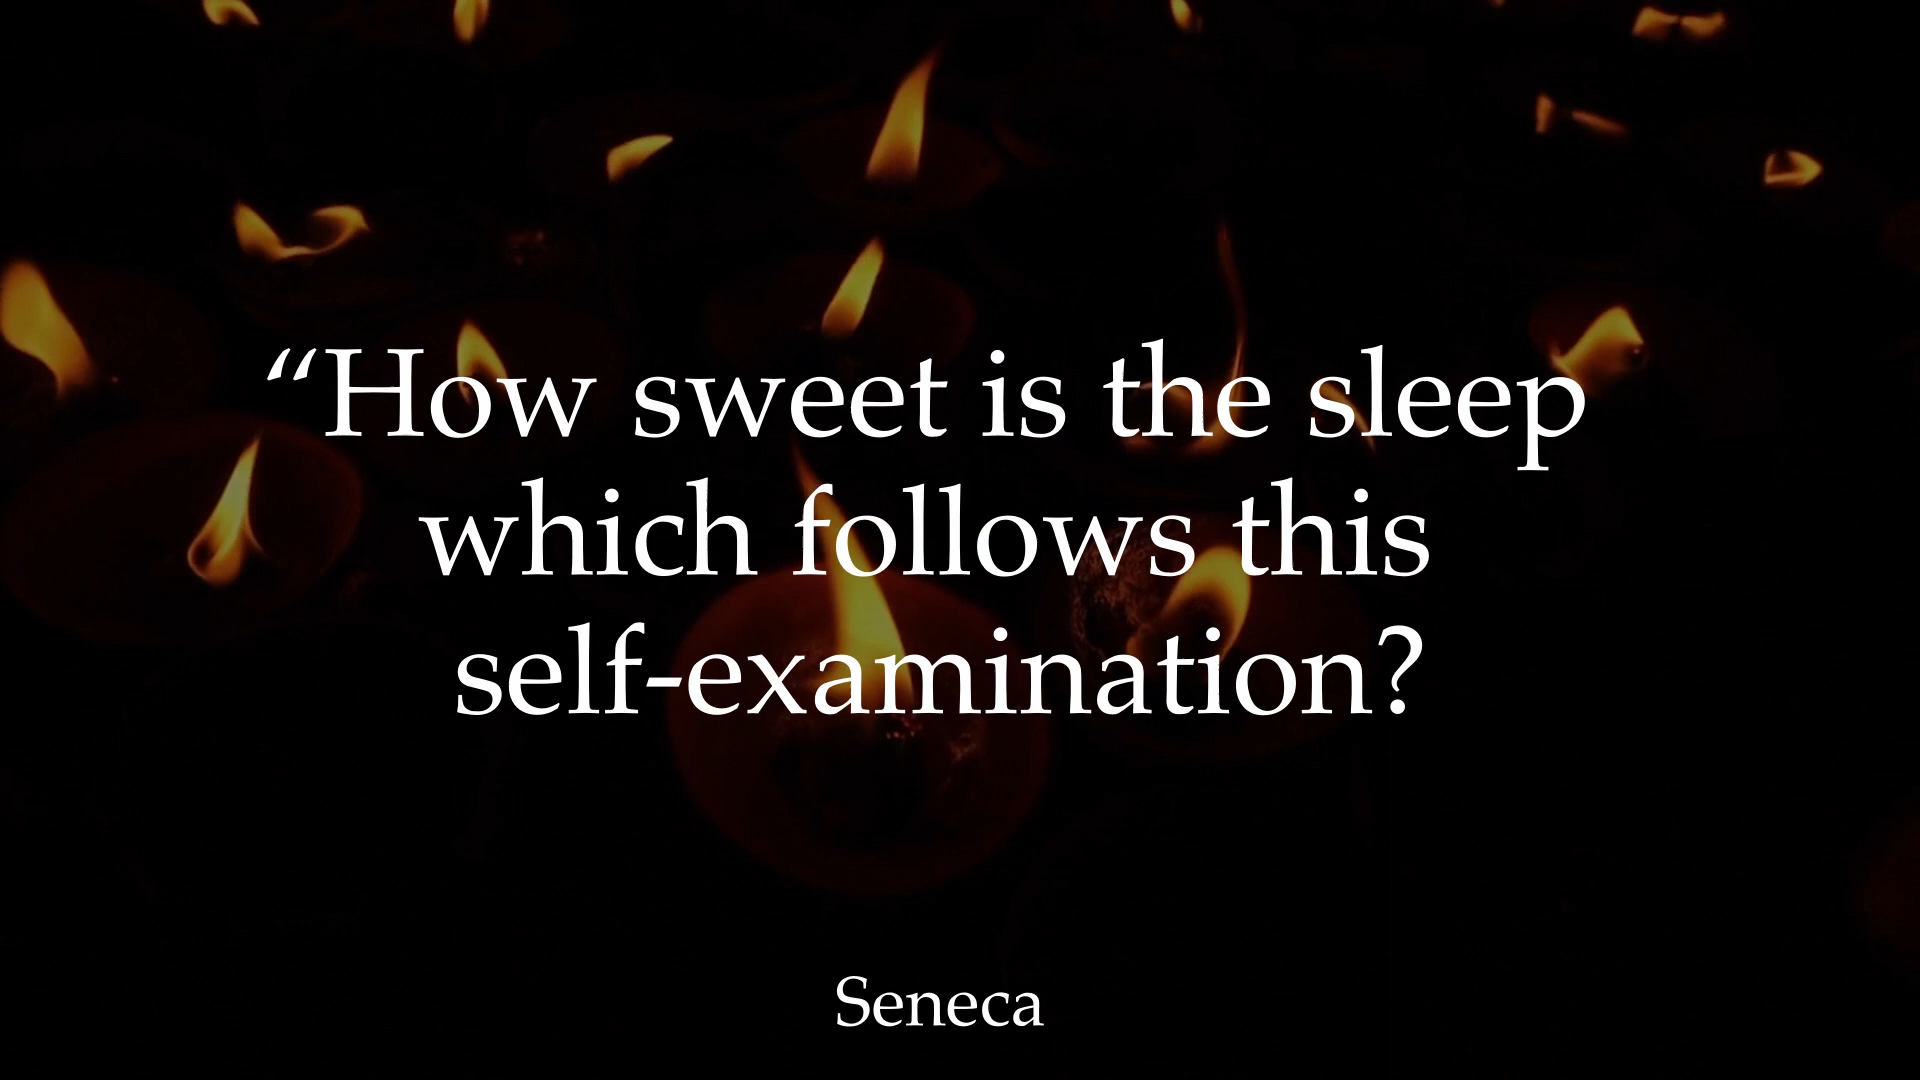 “How sweet is the sleep
which follows this
self-examination?
Seneca